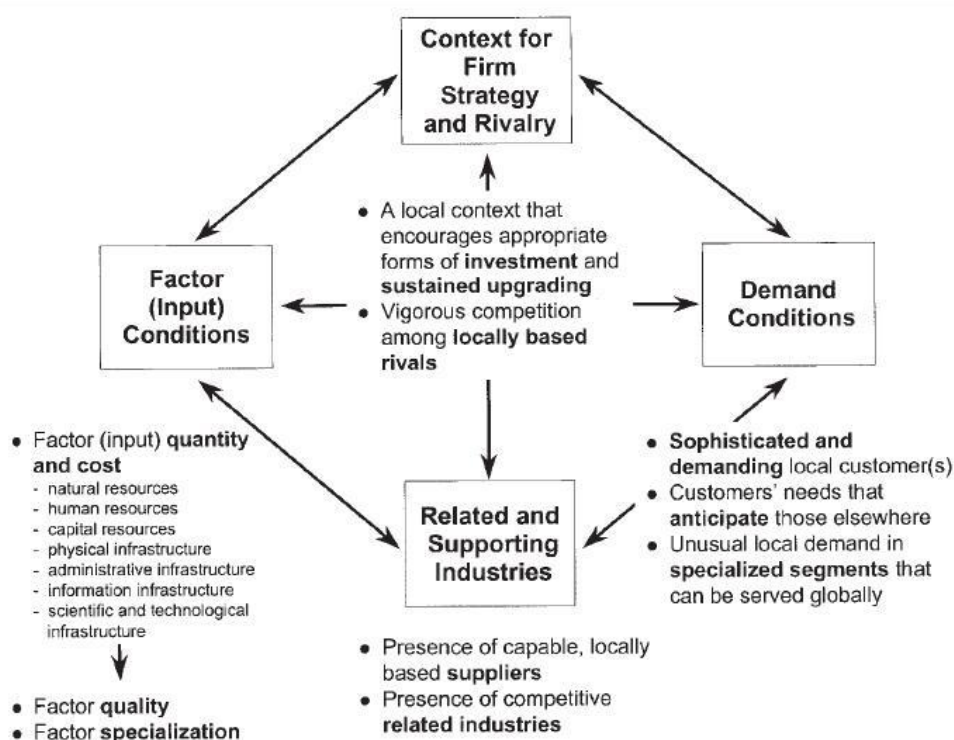 Context for
Firm
Strategy
and Rivalry
● A local context that
encourages appropriate
forms of investment and
sustained upgrading
● Vigorous competition
among locally based
rivals
Factor
(Input)
Conditions
Demand
Conditions
● Factor (input) quantity
and cost
- natural resources
- human resources
- capital resources
- physical infrastructure
- administrative infrastructure
- information infrastructure
- scientific and technological
infrastructure
● Factor quality
● Factor specialization
Related and
Supporting
Industries
● Presence of capable, locally
based suppliers
● Presence of competitive
related industries
● Sophisticated and
demanding local customer(s)
● Customers' needs that
anticipate those elsewhere
● Unusual local demand in
specialized segments that
can be served globally